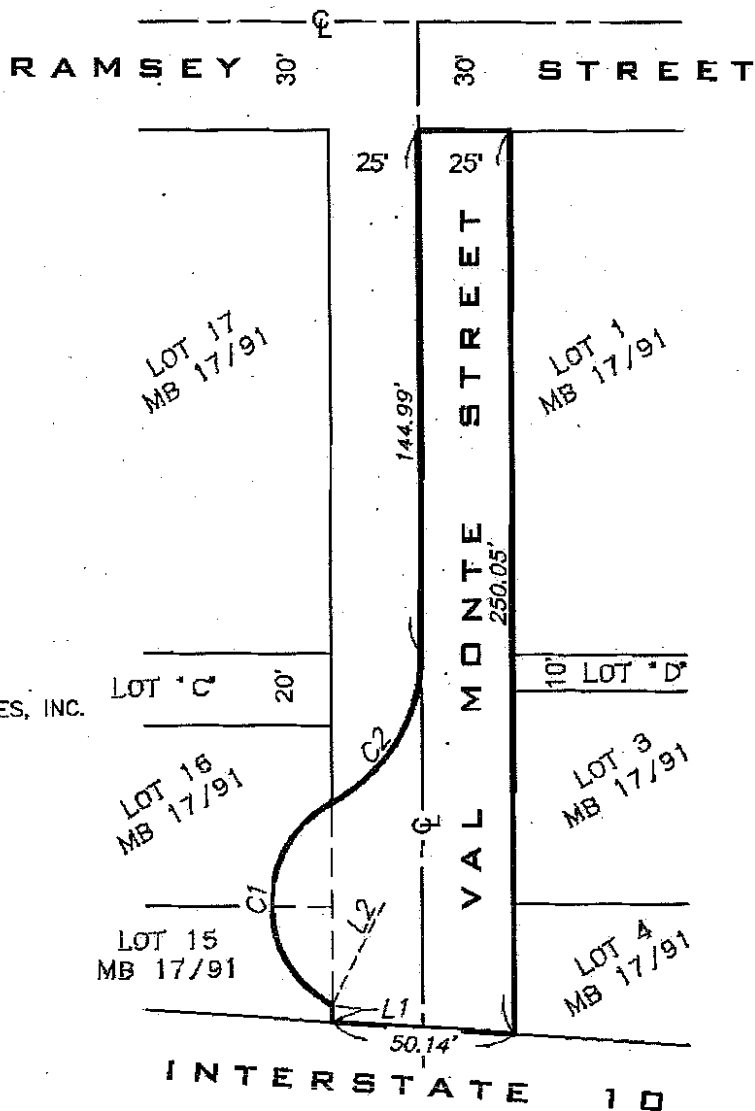 ℄
RAMSEY 30' 30' STREET
25' 25'
LOT 17
MB 17/91
LOT 1
MB 17/91
144.99'
VAL MONTE STREET
250.05'
LOT "C" 20'
10' LOT "D"
ES, INC.
C2
LOT 16
MB 17/91
LOT 3
MB 17/91
℄
C1
L2
LOT 15
MB 17/91
LOT 4
MB 17/91
L1
50.14'
INTERSTATE 10